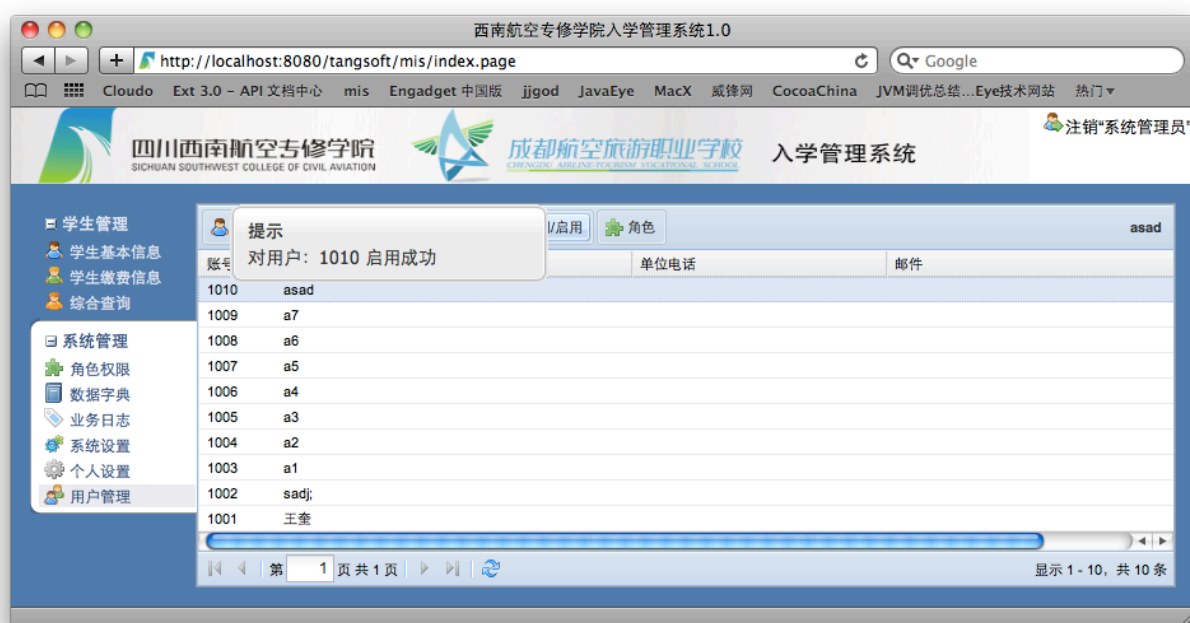 西南航空专修学院入学管理系统1.0
http://localhost:8080/tangsoft/mis/index.page
Google
Cloudo Ext 3.0 – API 文档中心 mis Engadget 中国版 jjgod JavaEye MacX 威锋网 CocoaChina JVM调优总结...Eye技术网站 热门
四川西南航空专修学院
SICHUAN SOUTHWEST COLLEGE OF CIVIL AVIATION
成都航空旅游职业学校
CHENGDU AIRLINE-TOURISM VOCATIONAL SCHOOL
入学管理系统
注销“系统管理员”
学生管理
学生基本信息
学生缴费信息
综合查询
系统管理
角色权限
数据字典
业务日志
系统设置
个人设置
用户管理
提示
对用户：1010 启用成功
/启用 角色 asad
账号 单位电话 邮件
1010 asad
1009 a7
1008 a6
1007 a5
1006 a4
1005 a3
1004 a2
1003 a1
1002 sadj;
1001 王奎
第 1 页共 1 页
显示 1 - 10，共 10 条